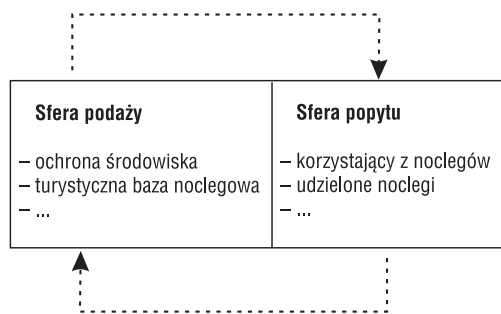 Sfera podaży
– ochrona środowiska
– turystyczna baza noclegowa
– ...
Sfera popytu
– korzystający z noclegów
– udzielone noclegi
– ...